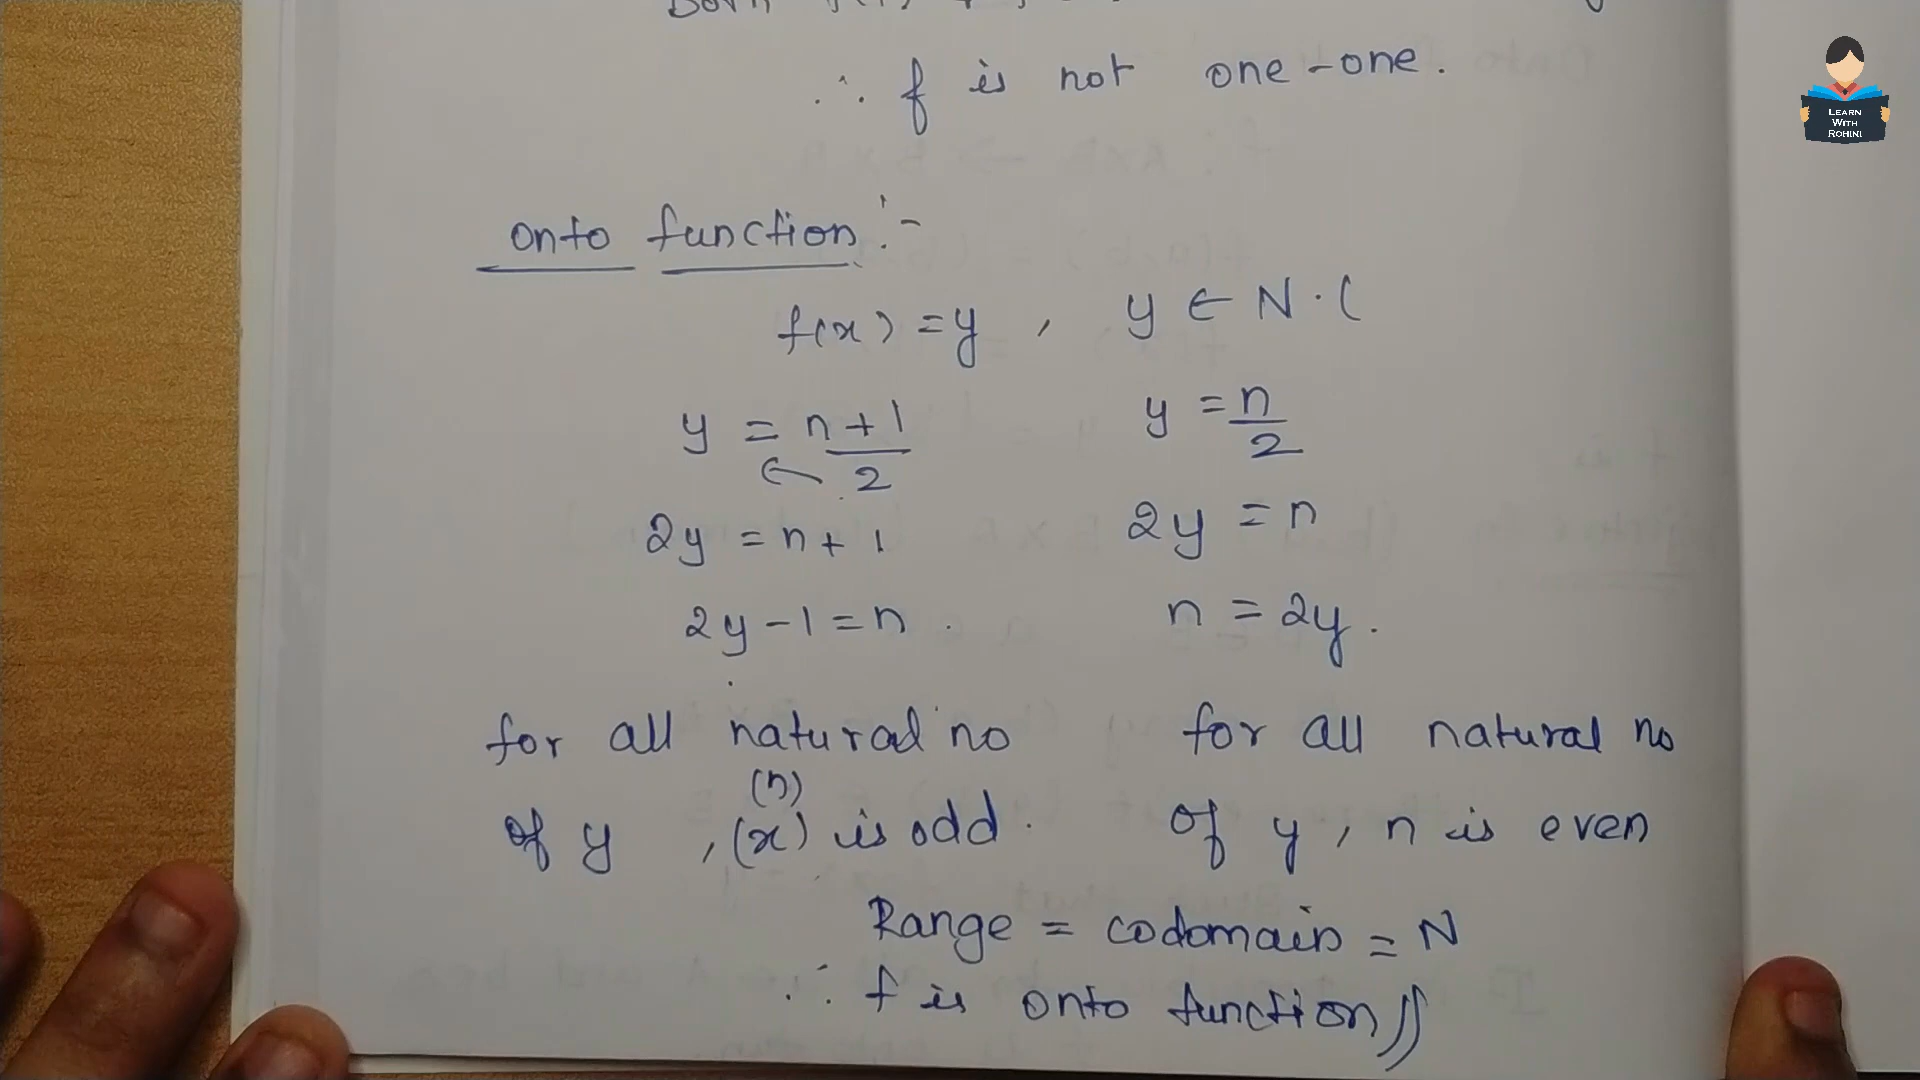 ∴ f is not one-one.
LEARN
WITH
ROHINI
onto function :-
f(x) = y , y ∈ N. (
y = n+1/2 y = n/2
2y = n+1 2y = n
2y-1 = n . n = 2y.
for all natural no for all natural no
(n)
of y , (x) is odd. of y, n is even
Range = codomain = N
∴ f is onto function //